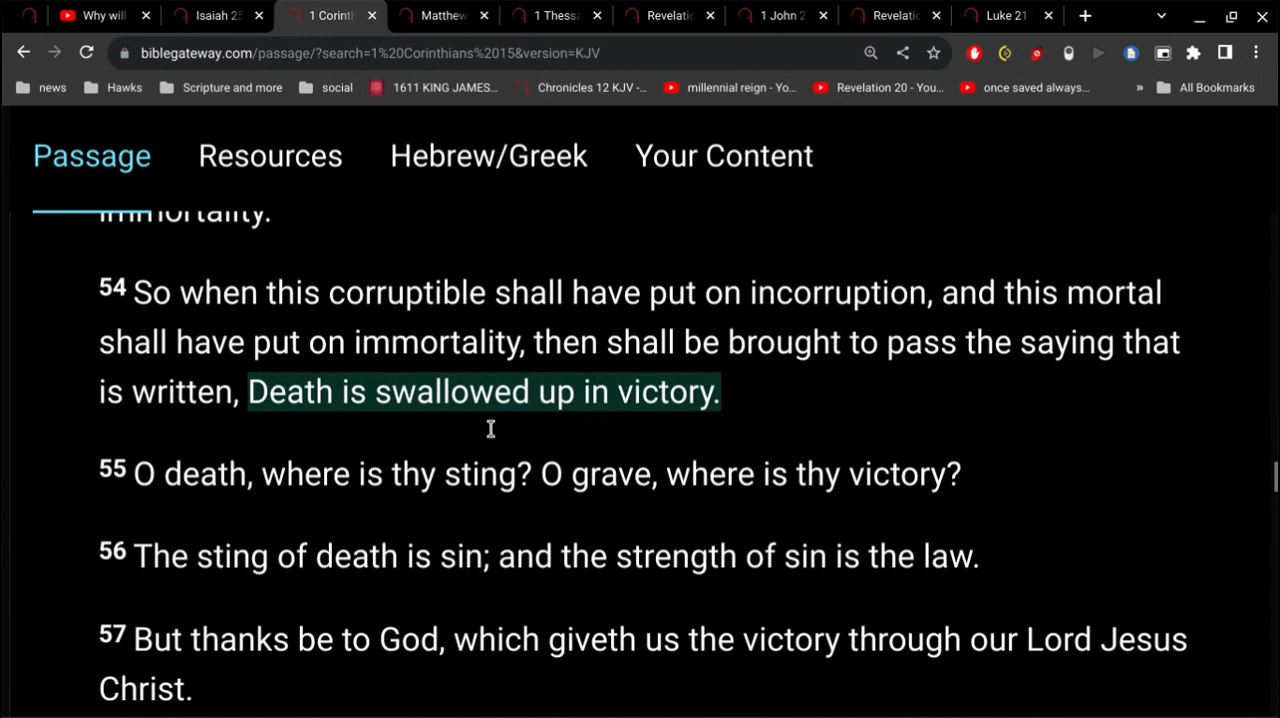 Why will
Isaiah 25
1 Corinth
Matthew
1 Thessa
Revelatio
1 John 2
Revelatio
Luke 21
biblegateway.com/passage/?search=1%20Corinthians%2015&version=KJV
news
Hawks
Scripture and more
social
1611 KING JAMES...
Chronicles 12 KJV -...
millennial reign - Yo...
Revelation 20 - You...
once saved always...
»
All Bookmarks
Passage
Resources
Hebrew/Greek
Your Content
immortality.
54 So when this corruptible shall have put on incorruption, and this mortal
shall have put on immortality, then shall be brought to pass the saying that
is written, Death is swallowed up in victory.
55 O death, where is thy sting? O grave, where is thy victory?
56 The sting of death is sin; and the strength of sin is the law.
57 But thanks be to God, which giveth us the victory through our Lord Jesus
Christ.